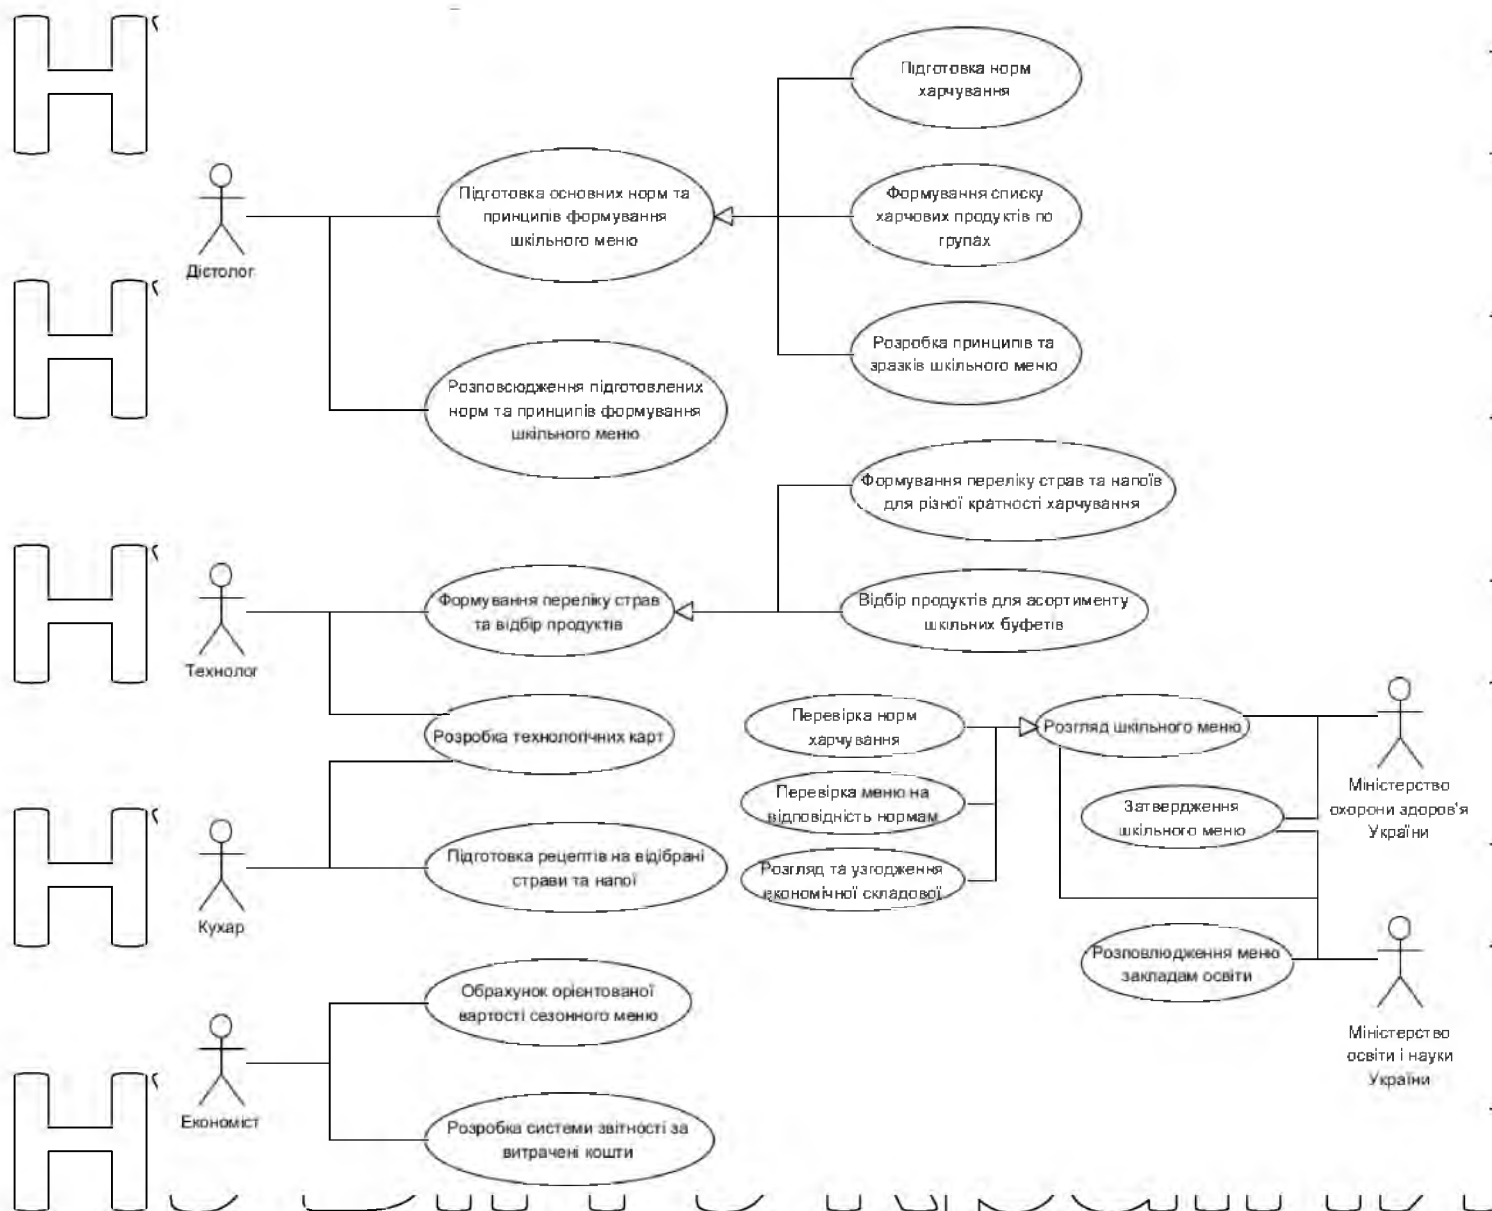 Підготовка норм
харчування
Підготовка основних норм та
принципів формування
шкільного меню
Формування списку
харчових продуктів по
групах
Дієтолог
Розробка принципів та
зразків шкільного меню
Розповсюдження підготовлених
норм та принципів формування
шкільного меню
Формування переліку страв та напоїв
для різної кратності харчування
Формування переліку страв
та відбір продуктів
Відбір продуктів для асортименту
шкільних буфетів
Технолог
Розробка технологічних карт
Перевірка норм
харчування
Розгляд шкільного меню
Перевірка меню на
відповідність нормам
Затвердження
шкільного меню
Міністерство
охорони здоров'я
України
Підготовка рецептів на відібрані
страви та напої
Розгляд та узгодження
економічної складової
Кухар
Розповлюдження меню
закладам освіти
Обрахунок орієнтованої
вартості сезонного меню
Міністерство
освіти і науки
України
Економіст
Розробка системи звітності за
витрачені кошти